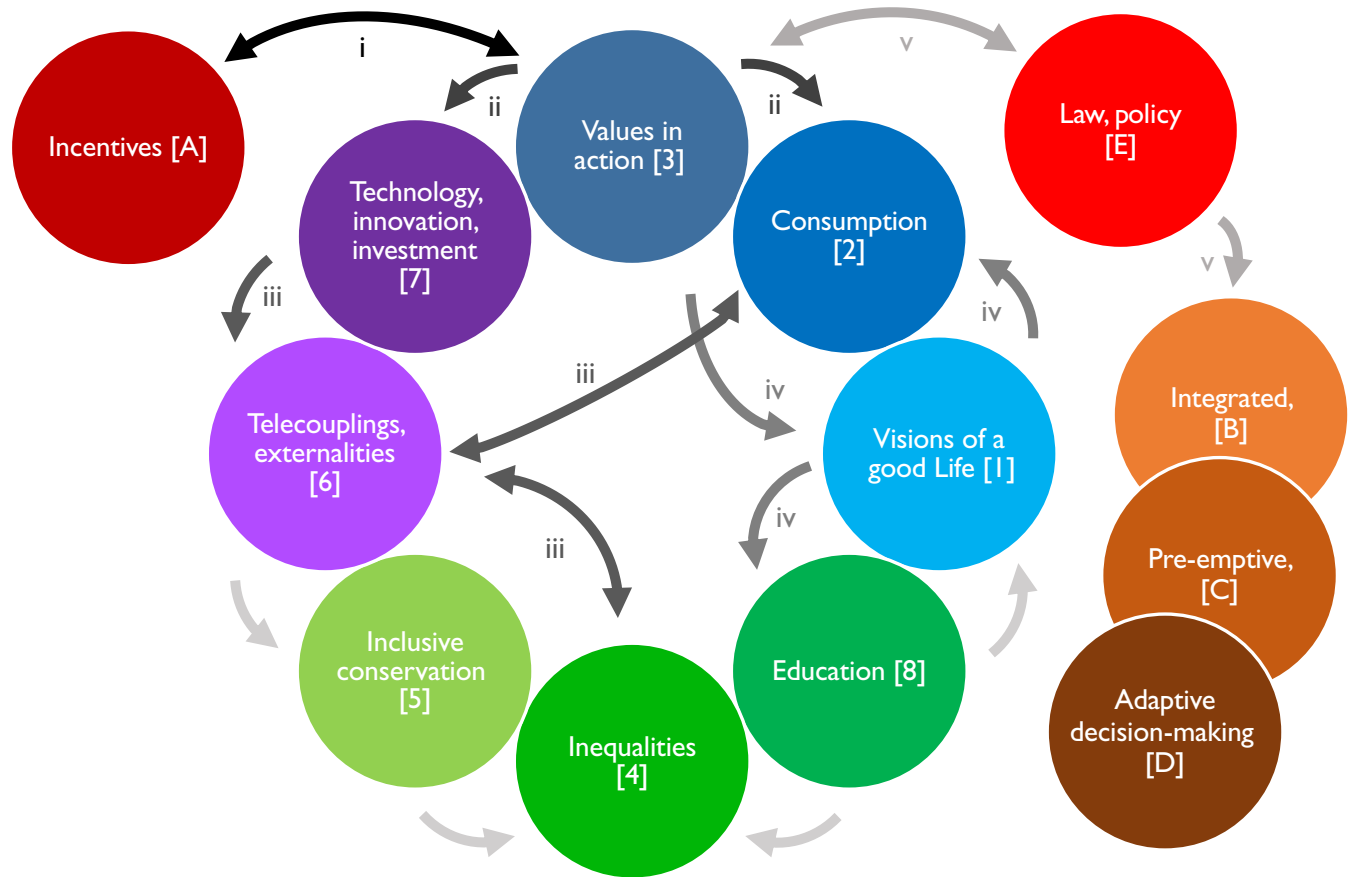 i
v
ii
ii
Incentives [A]
Values in
action [3]
Law, policy
[E]
Technology,
innovation,
investment
[7]
Consumption
[2]
v
iii
iv
iii
iv
Telecouplings,
externalities
[6]
Visions of a
good Life [1]
Integrated,
[B]
iv
iii
Pre-emptive,
[C]
Inclusive
conservation
[5]
Education [8]
Inequalities
[4]
Adaptive
decision-making
[D]